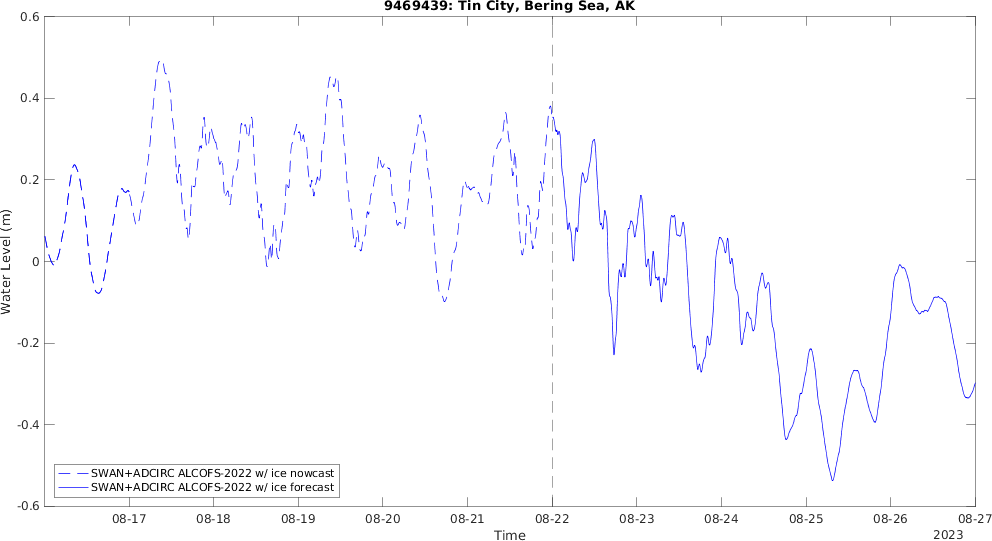 9469439: Tin City, Bering Sea, AK
0.6
0.4
0.2
0
-0.2
-0.4
-0.6
Water Level (m)
SWAN+ADCIRC ALCOFS-2022 w/ ice nowcast
SWAN+ADCIRC ALCOFS-2022 w/ ice forecast
08-17 08-18 08-19 08-20 08-21 08-22 08-23 08-24 08-25 08-26 08-27
Time
2023